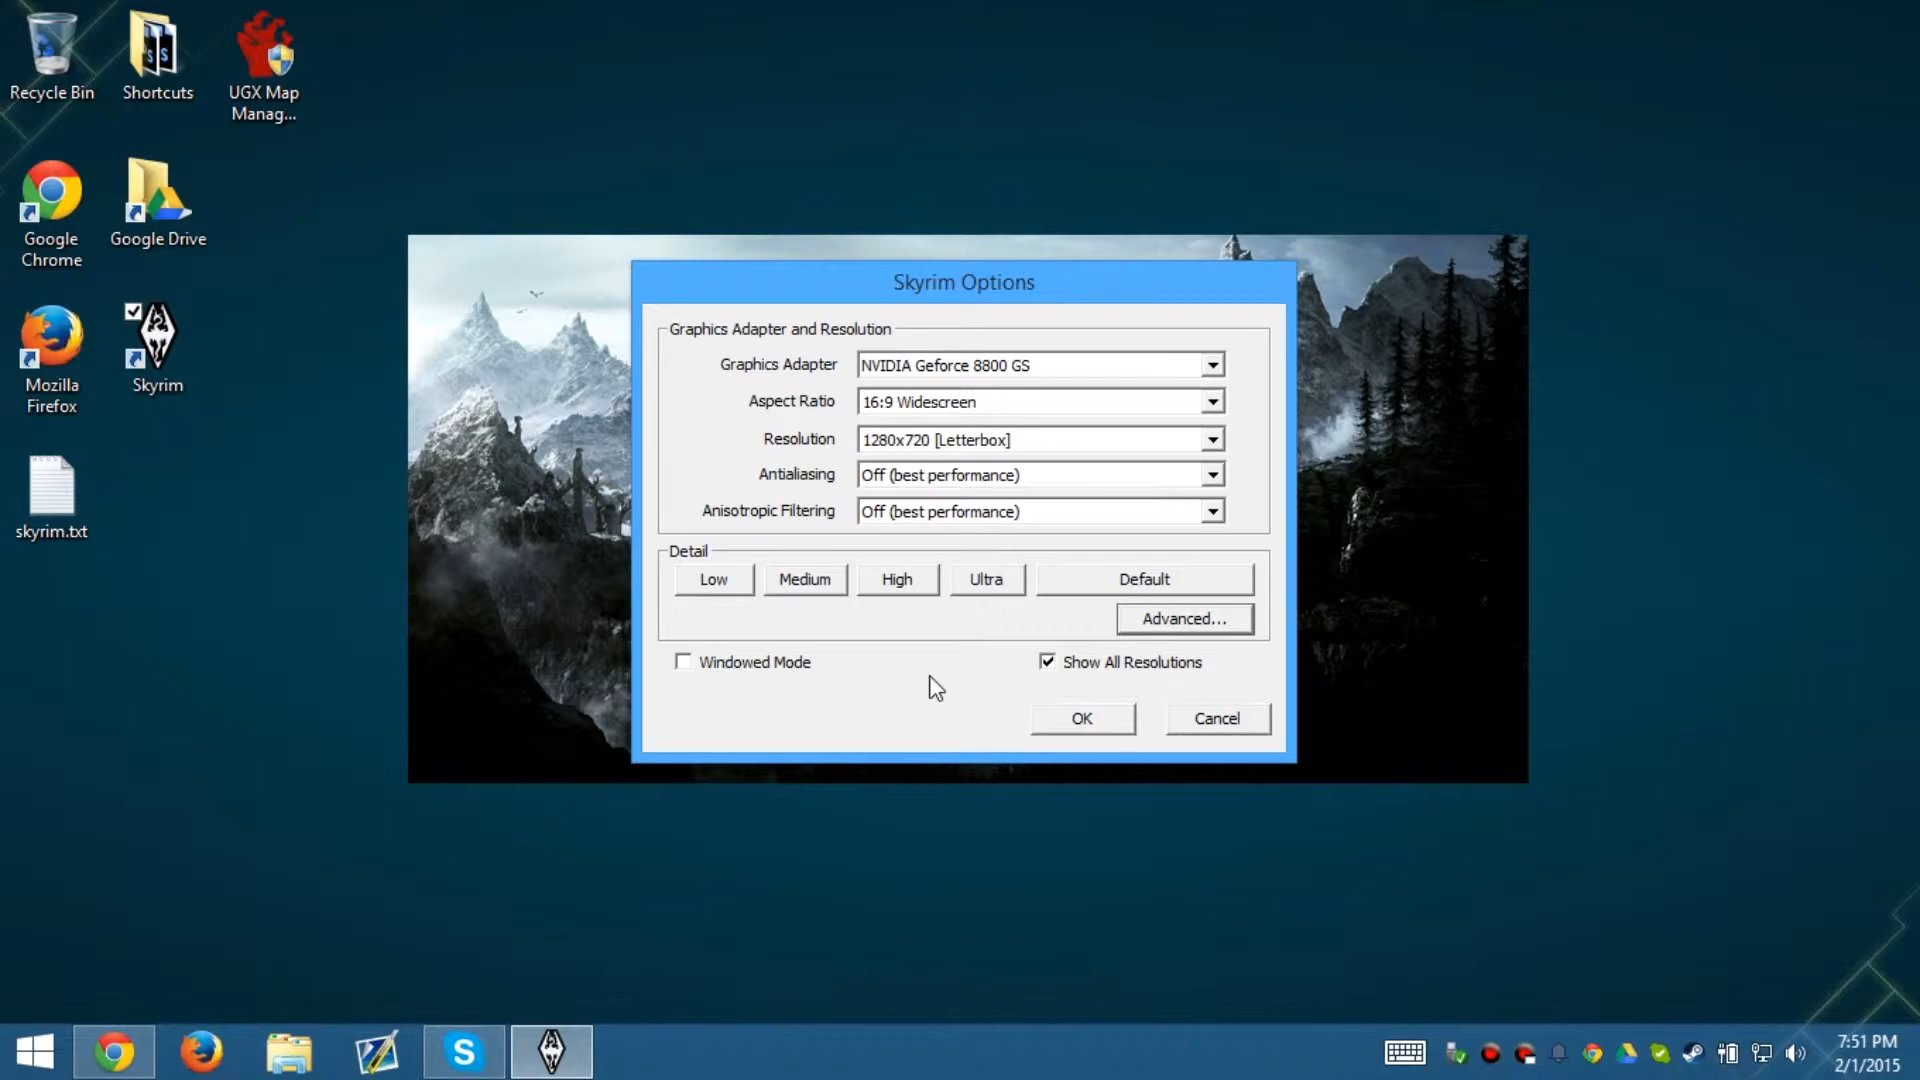 Recycle Bin
Shortcuts
UGX Map
Manag...
Google
Chrome
Google Drive
Mozilla
Firefox
Skyrim
skyrim.txt
Skyrim Options
Graphics Adapter and Resolution
Graphics Adapter
NVIDIA Geforce 8800 GS
Aspect Ratio
16:9 Widescreen
Resolution
1280x720 [Letterbox]
Antialiasing
Off (best performance)
Anisotropic Filtering
Off (best performance)
Detail
Low
Medium
High
Ultra
Default
Advanced...
Windowed Mode
Show All Resolutions
OK
Cancel
7:51 PM
2/1/2015